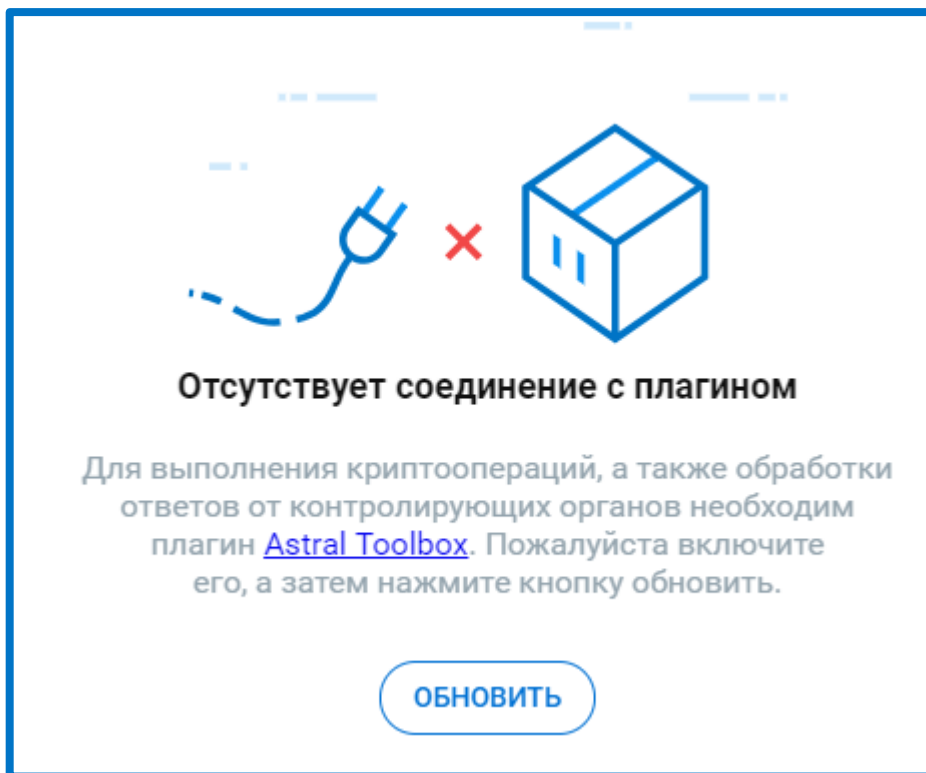 Отсутствует соединение с плагином
Для выполнения криптоопераций, а также обработки
ответов от контролирующих органов необходим
плагин Astral Toolbox. Пожалуйста включите
его, а затем нажмите кнопку обновить.
ОБНОВИТЬ